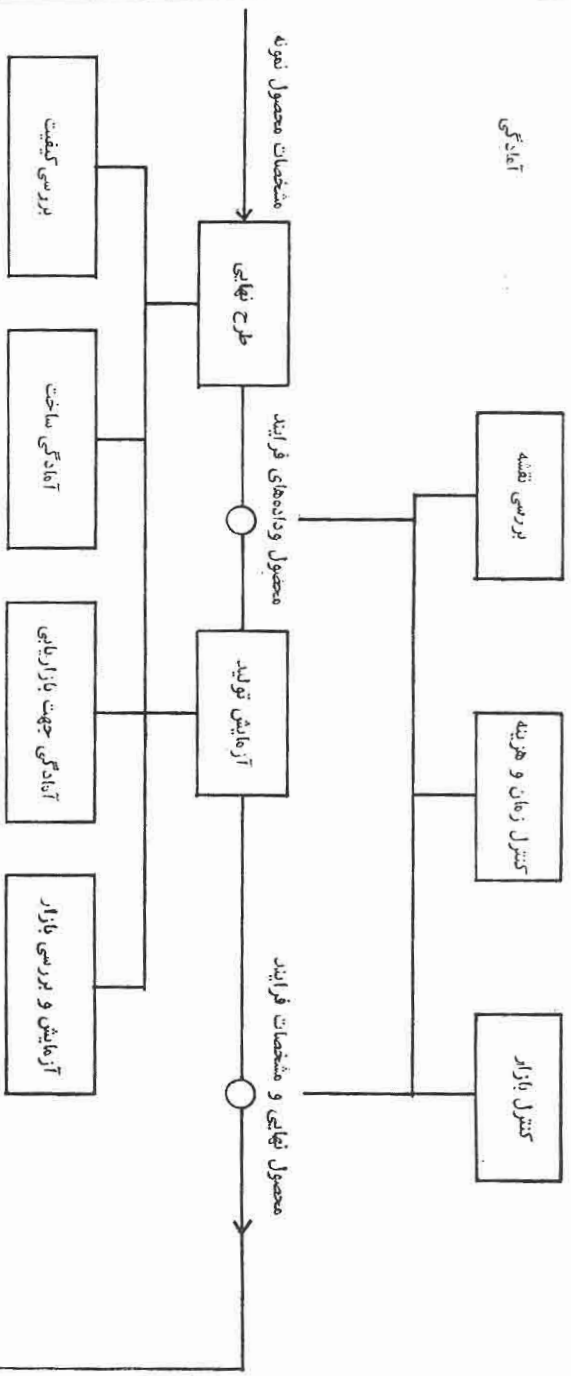 آمادگی
بررسی نقشه
کنترل زمان و هزینه
کنترل بازار
مشخصات محصول نمونه
محصول وداده‌های فرایند
محصول نهایی و مشخصات فرایند
طرح نهایی
آزمایش تولید
بررسی کیفیت
آمادگی ساخت
آمادگی جهت بازاریابی
آزمایش و بررسی بازار